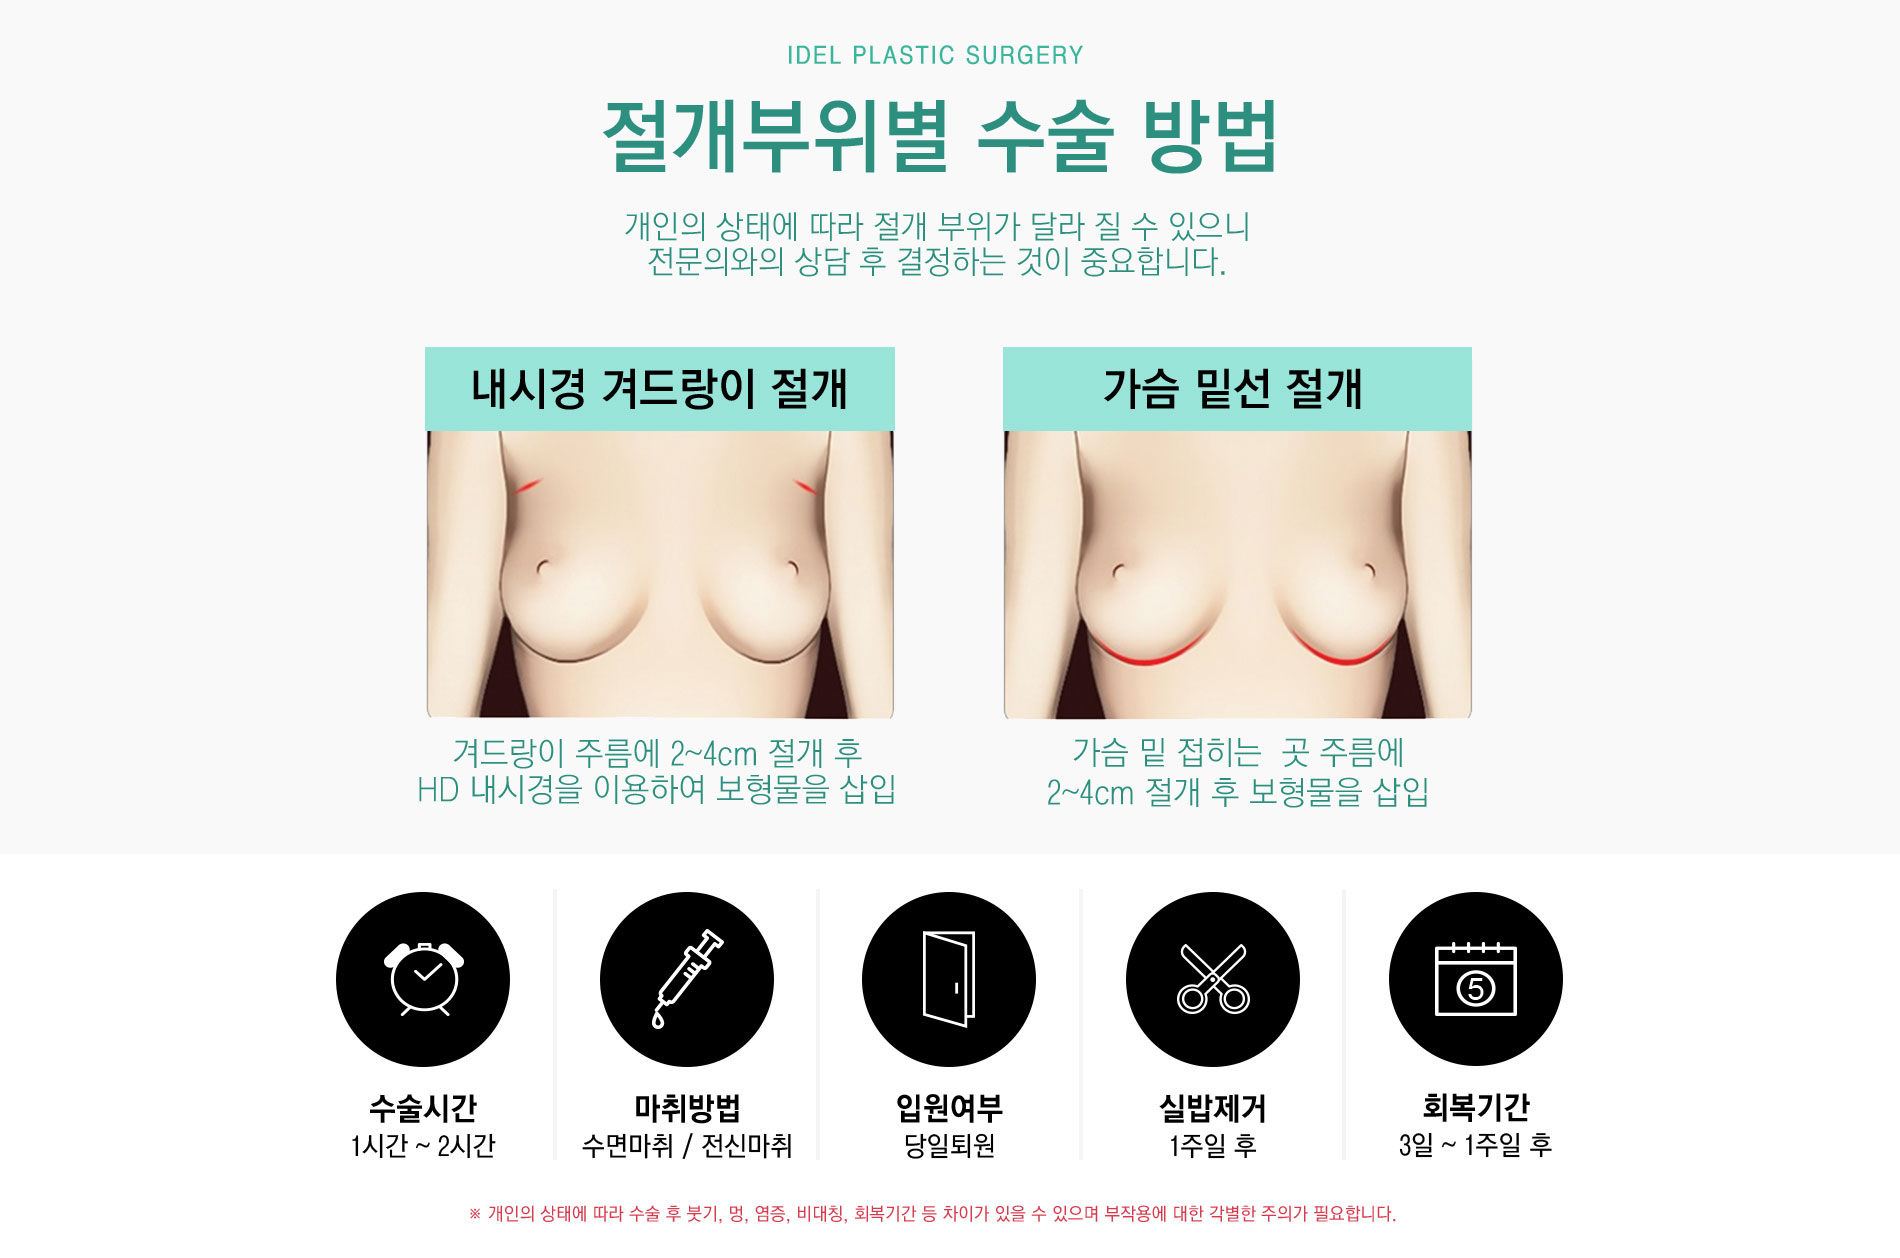 IDEL PLASTIC SURGERY
절개부위별 수술 방법
개인의 상태에 따라 절개 부위가 달라 질 수 있으니
전문의와의 상담 후 결정하는 것이 중요합니다.
내시경 겨드랑이 절개
겨드랑이 주름에 2~4cm 절개 후
HD 내시경을 이용하여 보형물을 삽입
가슴 밑선 절개
가슴 밑 접히는 곳 주름에
2~4cm 절개 후 보형물을 삽입
수술시간
1시간 ~ 2시간
마취방법
수면마취 / 전신마취
입원여부
당일퇴원
실밥제거
1주일 후
5
회복기간
3일 ~ 1주일 후
※ 개인의 상태에 따라 수술 후 붓기, 멍, 염증, 비대칭, 회복기간 등 차이가 있을 수 있으며 부작용에 대한 각별한 주의가 필요합니다.